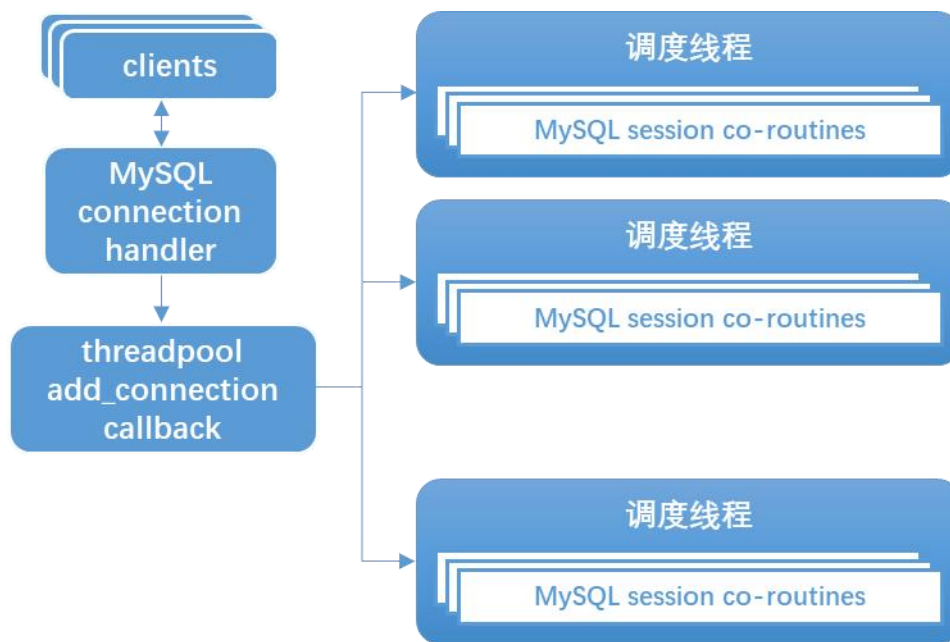 clients
MySQL
connection
handler
threadpool
add_connection
callback
调度线程
MySQL session co-routines
调度线程
MySQL session co-routines
调度线程
MySQL session co-routines